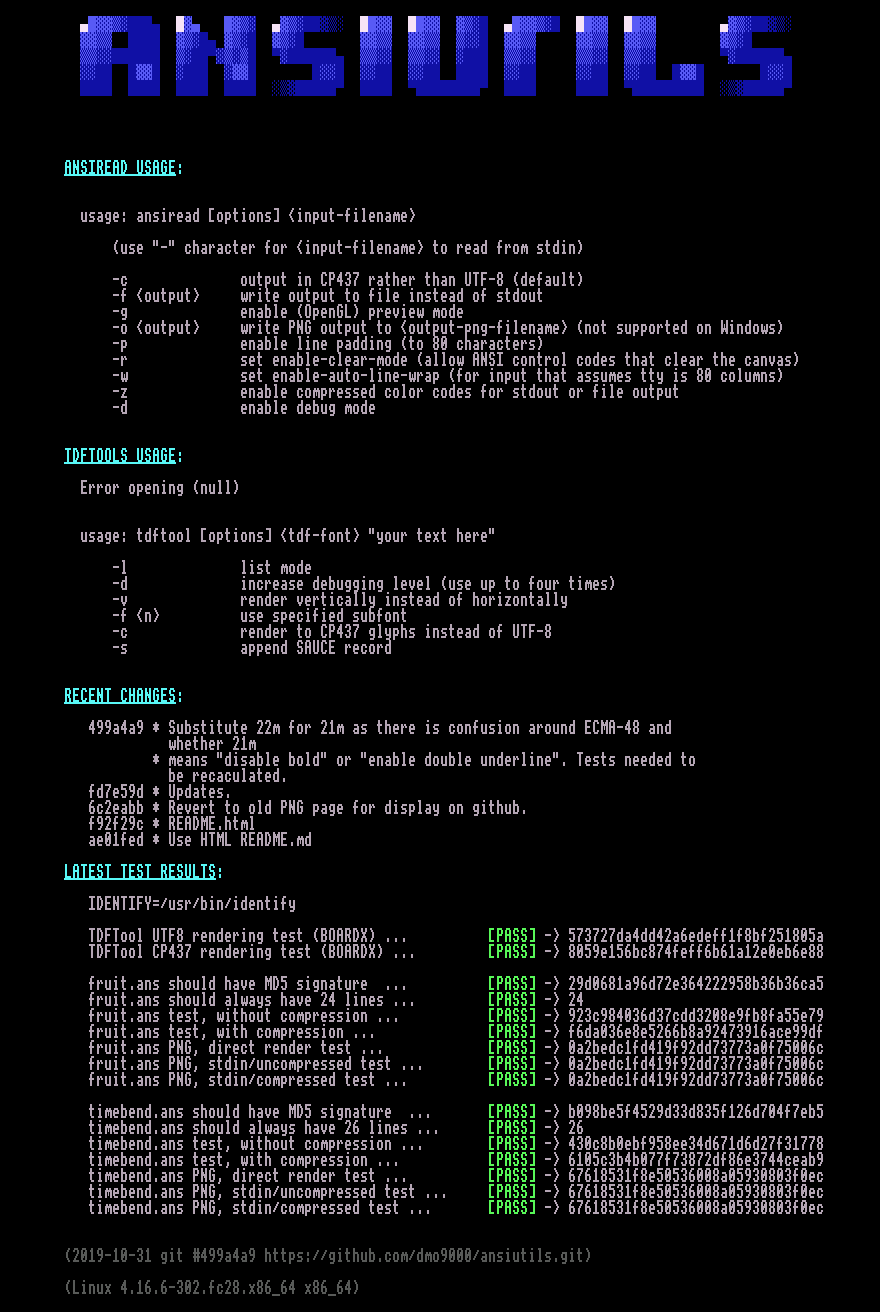 ANSIUTILS
ANSIREAD USAGE:
usage: ansiread [options] <input-filename>
(use "-" character for <input-filename> to read from stdin)
-c output in CP437 rather than UTF-8 (default)
-f <output> write output to file instead of stdout
-g enable (OpenGL) preview mode
-o <output> write PNG output to <output-png-filename> (not supported on Windows)
-p enable line padding (to 80 characters)
-r set enable-clear-mode (allow ANSI control codes that clear the canvas)
-w set enable-auto-line-wrap (for input that assumes tty is 80 columns)
-z enable compressed color codes for stdout or file output
-d enable debug mode
TDFTOOLS USAGE:
Error opening (null)
usage: tdftool [options] <tdf-font> "your text here"
-l list mode
-d increase debugging level (use up to four times)
-v render vertically instead of horizontally
-f <n> use specified subfont
-c render to CP437 glyphs instead of UTF-8
-s append SAUCE record
RECENT CHANGES:
499a4a9 * Substitute 22m for 21m as there is confusion around ECMA-48 and
whether 21m
* means "disable bold" or "enable double underline". Tests needed to
be recaculated.
fd7e59d * Updates.
6c2eabb * Revert to old PNG page for display on github.
f92f29c * README.html
ae01fed * Use HTML README.md
LATEST TEST RESULTS:
IDENTIFY=/usr/bin/identify
TDFTool UTF8 rendering test (BOARDX) ... [PASS] -> 573727da4dd42a6edeff1f8bf251805a
TDFTool CP437 rendering test (BOARDX) ... [PASS] -> 8059e156bc874feff6b61a12e0eb6e88
fruit.ans should have MD5 signature ... [PASS] -> 29d0681a96d72e364222958b36b36ca5
fruit.ans should always have 24 lines ... [PASS] -> 24
fruit.ans test, without compression ... [PASS] -> 923c984036d37cdd3208e9fb8fa55e79
fruit.ans test, with compression ... [PASS] -> f6da036e8e5266b8a92473916ace99df
fruit.ans PNG, direct render test ... [PASS] -> 0a2bedc1fd419f92dd73773a0f75006c
fruit.ans PNG, stdin/uncompressed test ... [PASS] -> 0a2bedc1fd419f92dd73773a0f75006c
fruit.ans PNG, stdin/compressed test ... [PASS] -> 0a2bedc1fd419f92dd73773a0f75006c
timebend.ans should have MD5 signature ... [PASS] -> b098be5f4529d33d835f126d704f7eb5
timebend.ans should always have 26 lines ... [PASS] -> 26
timebend.ans test, without compression ... [PASS] -> 430c8b0ebf958ee34d671d6d27f31778
timebend.ans test, with compression ... [PASS] -> 6105c3b4b077f73872df86e3744ceab9
timebend.ans PNG, direct render test ... [PASS] -> 67618531f8e50536008a05930803f0ec
timebend.ans PNG, stdin/uncompressed test ... [PASS] -> 67618531f8e50536008a05930803f0ec
timebend.ans PNG, stdin/compressed test ... [PASS] -> 67618531f8e50536008a05930803f0ec
(2019-10-31 git #499a4a9 https://github.com/dmo9000/ansiutils.git)
(Linux 4.16.6-302.fc28.x86_64 x86_64)